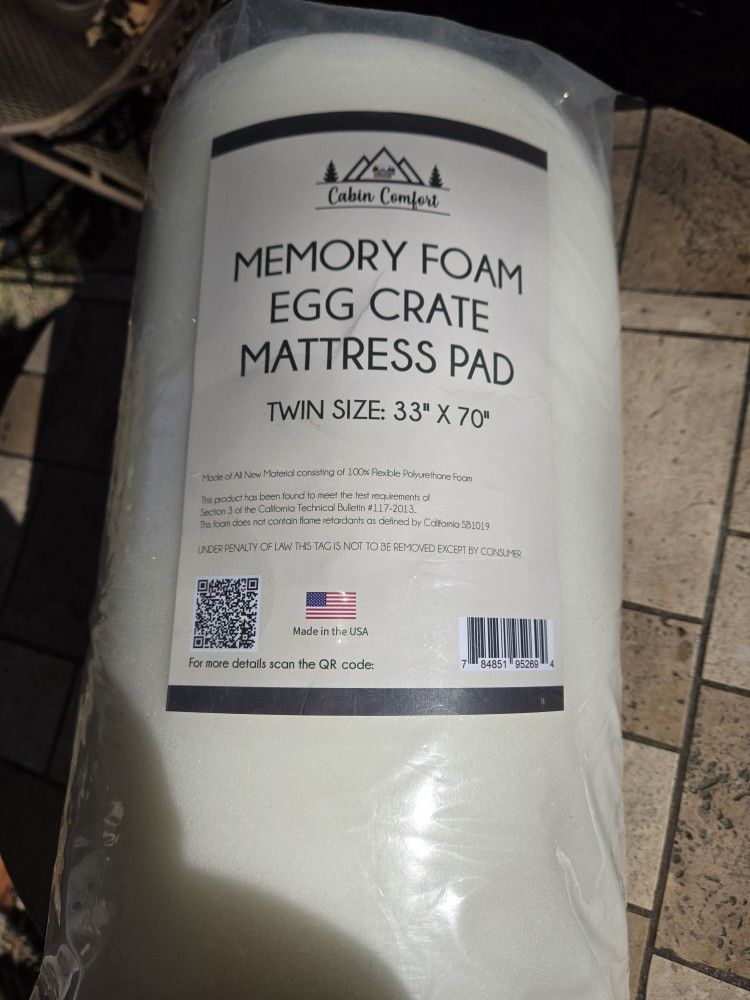 Cabin Comfort
MEMORY FOAM
EGG CRATE
MATTRESS PAD
TWIN SIZE: 33" X 70"
Made of All New Material consisting of 100% Flexible Polyurethane Foam
This product has been found to meet the test requirements of
Section 3 of the California Technical Bulletin #117-2013.
This foam does not contain flame retardants as defined by California SB1019
UNDER PENALTY OF LAW THIS TAG IS NOT TO BE REMOVED EXCEPT BY CONSUMER
Made in the USA
For more details scan the QR code:
7 84851 95269 4